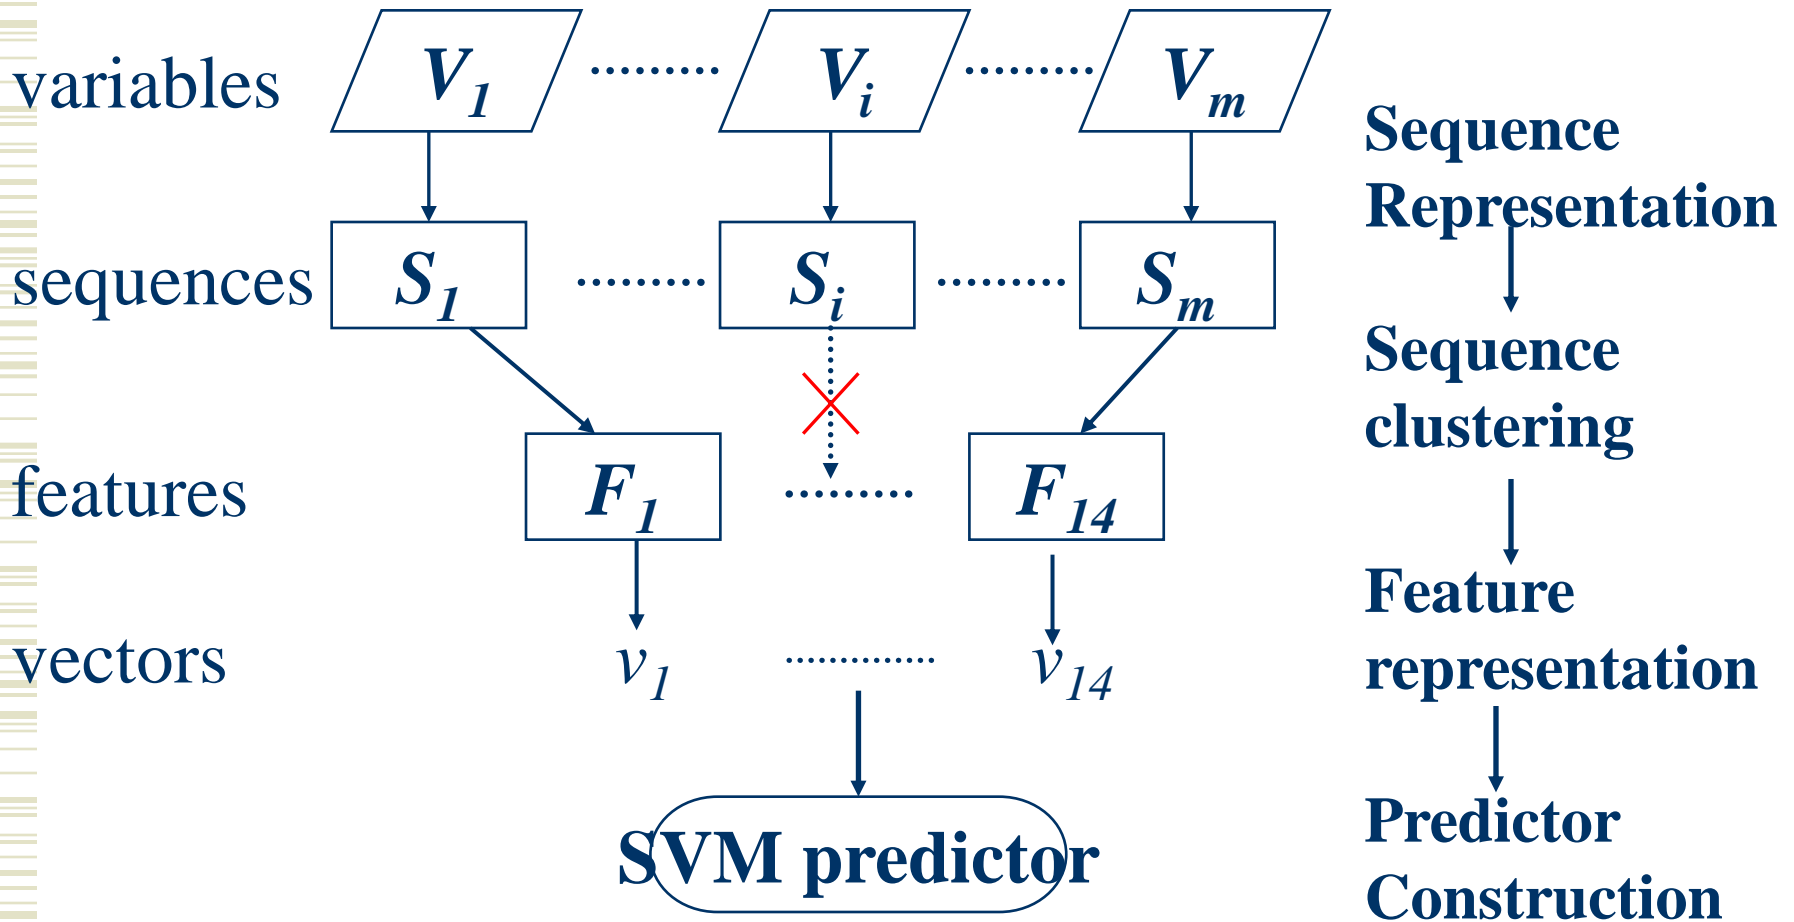 variables
V1 ········· Vi ········· Vm
sequences
S1 ········· Si ········· Sm
features
F1 ········· F14
vectors
v1 ·············· v14
SVM predictor
Sequence
Representation
Sequence
clustering
Feature
representation
Predictor
Construction